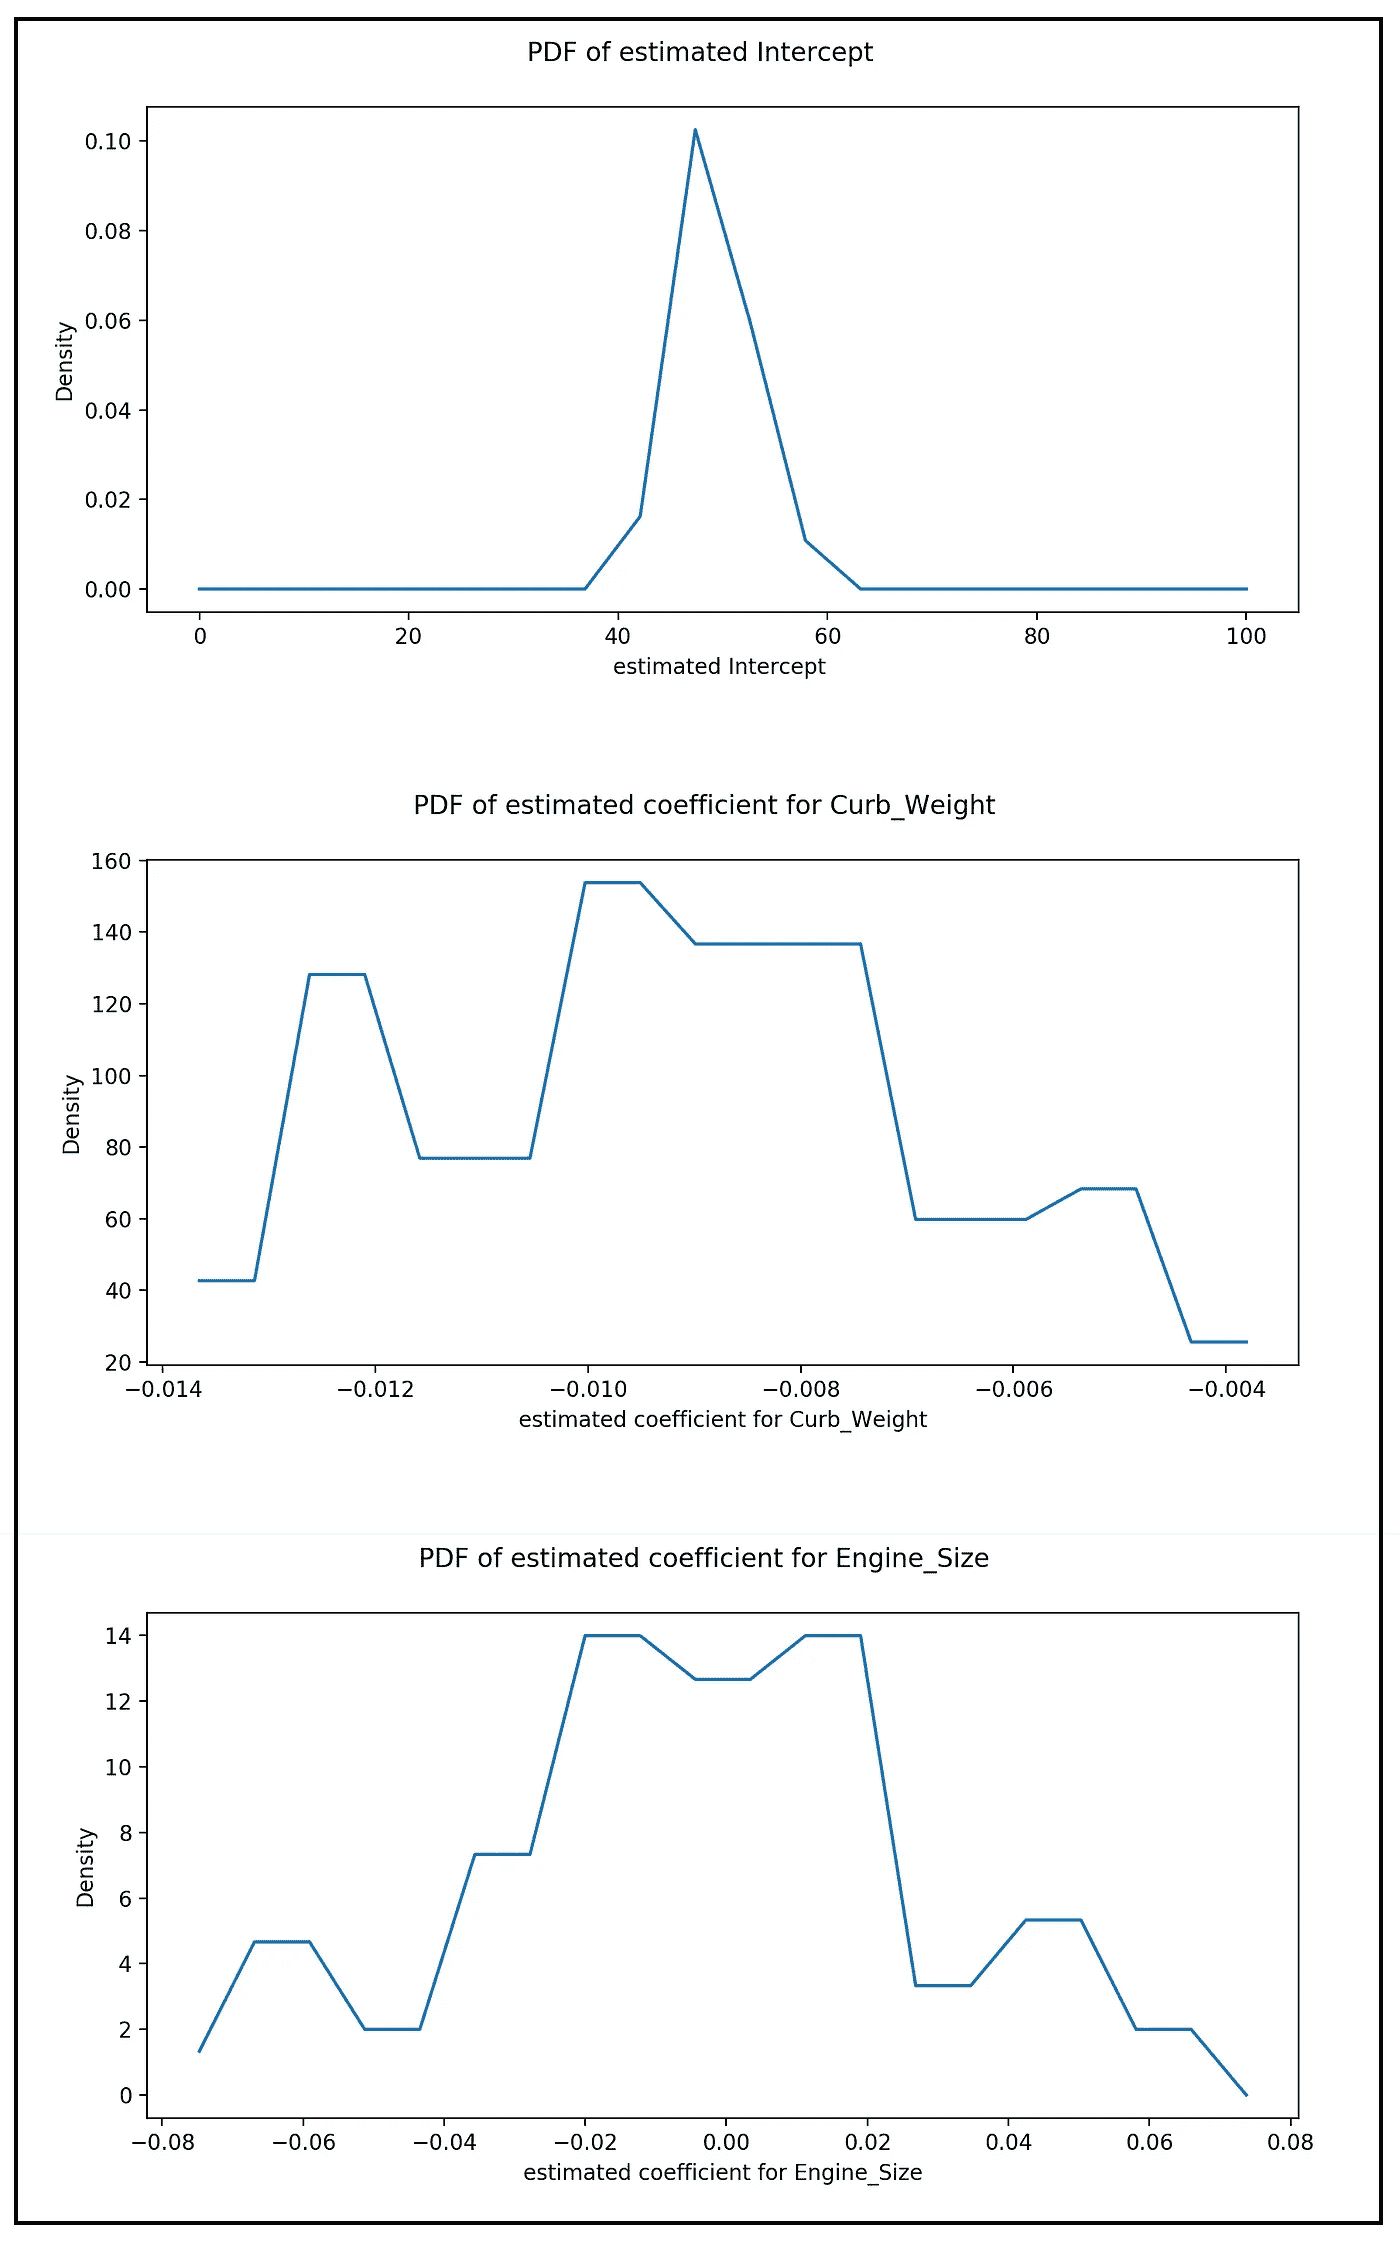 PDF of estimated Intercept
0.10
0.08
0.06
0.04
0.02
0.00
Density
0 20 40 60 80 100
estimated Intercept
PDF of estimated coefficient for Curb_Weight
160
140
120
100
80
60
40
20
Density
−0.014 −0.012 −0.010 −0.008 −0.006 −0.004
estimated coefficient for Curb_Weight
PDF of estimated coefficient for Engine_Size
14
12
10
8
6
4
2
0
Density
−0.08 −0.06 −0.04 −0.02 0.00 0.02 0.04 0.06 0.08
estimated coefficient for Engine_Size